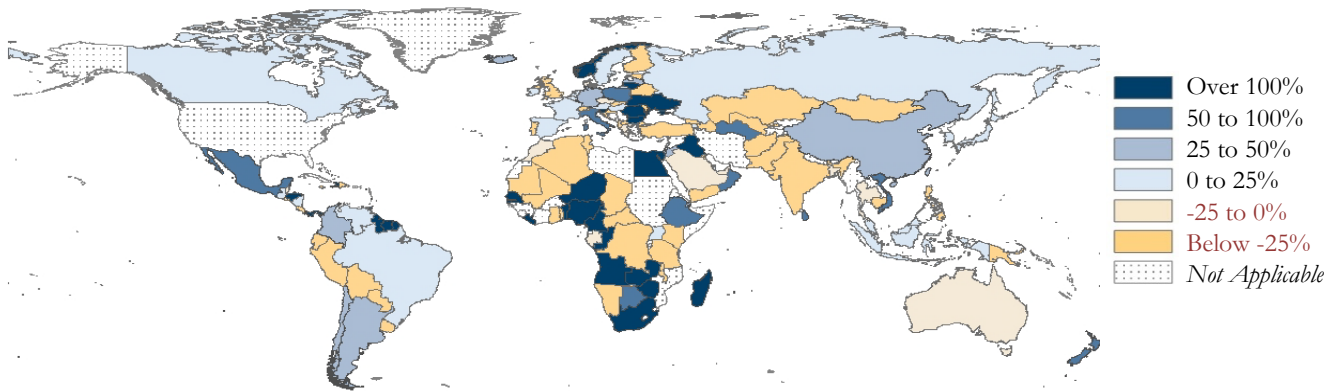 Over 100%
50 to 100%
25 to 50%
0 to 25%
-25 to 0%
Below -25%
Not Applicable